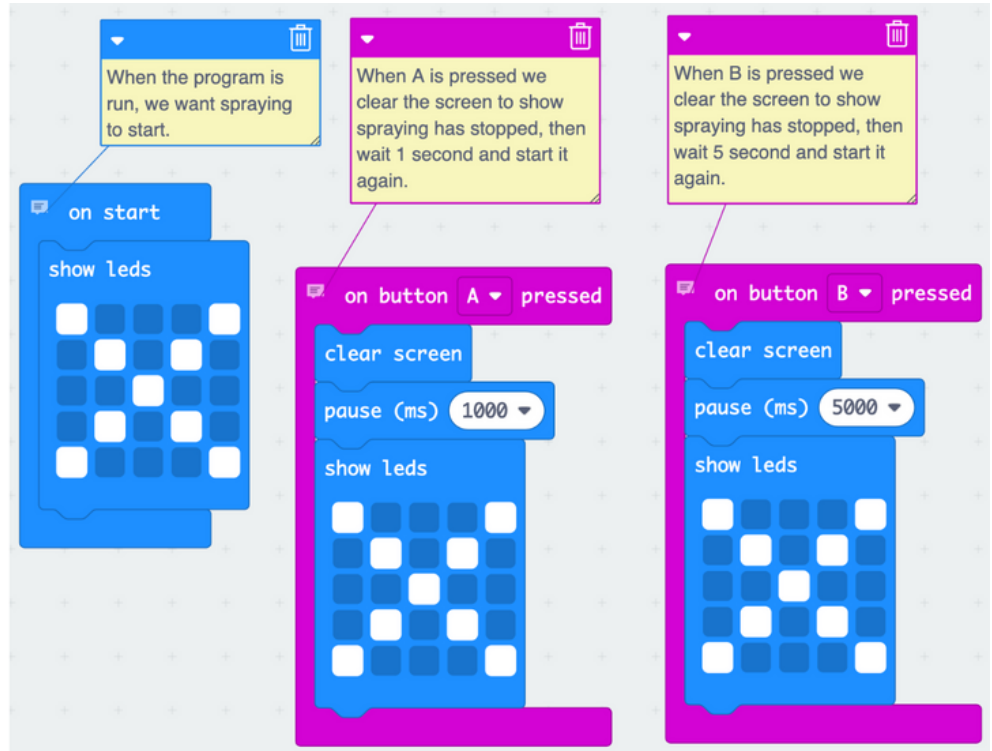 When the program is
run, we want spraying
to start.
When A is pressed we
clear the screen to show
spraying has stopped, then
wait 1 second and start it
again.
When B is pressed we
clear the screen to show
spraying has stopped, then
wait 5 second and start it
again.
on start
show leds
on button A pressed
clear screen
pause (ms) 1000
show leds
on button B pressed
clear screen
pause (ms) 5000
show leds